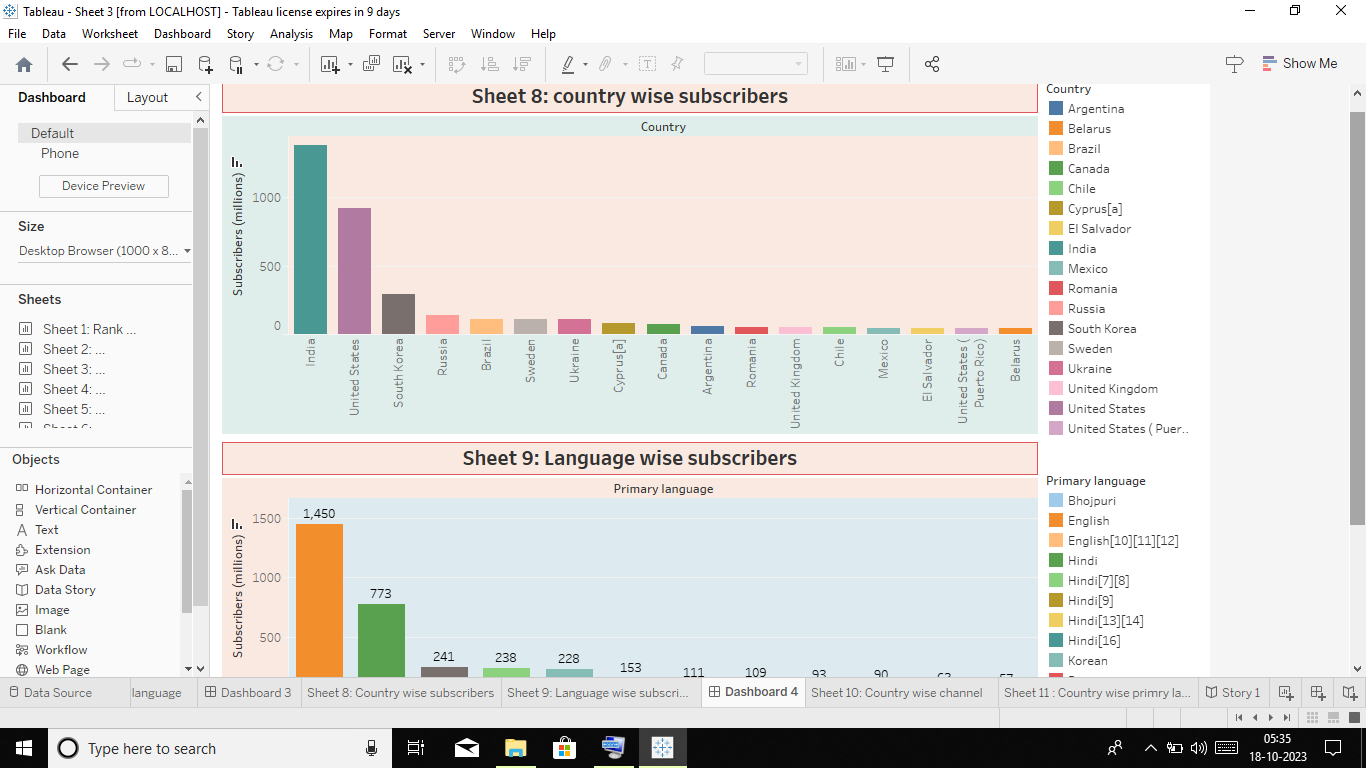 Tableau - Sheet 3 [from LOCALHOST] - Tableau license expires in 9 days
File Data Worksheet Dashboard Story Analysis Map Format Server Window Help
Show Me
Dashboard Layout
Default
Phone
Device Preview
Size
Desktop Browser (1000 x 8...
Sheets
Sheet 1: Rank ...
Sheet 2: ...
Sheet 3: ...
Sheet 4: ...
Sheet 5: ...
Objects
Horizontal Container
Vertical Container
Text
Extension
Ask Data
Data Story
Image
Blank
Workflow
Web Page
Sheet 8: country wise subscribers
Country
Subscribers (millions)
1000
500
0
India
United States
South Korea
Russia
Brazil
Sweden
Ukraine
Cyprus[a]
Canada
Argentina
Romania
United Kingdom
Chile
Mexico
El Salvador
United States (
Puerto Rico)
Belarus
Sheet 9: Language wise subscribers
Primary language
Subscribers (millions)
1500
1000
500
1,450
773
241
238
228
153
111
109
93
90
Country
Argentina
Belarus
Brazil
Canada
Chile
Cyprus[a]
El Salvador
India
Mexico
Romania
Russia
South Korea
Sweden
Ukraine
United Kingdom
United States
United States ( Puer..
Primary language
Bhojpuri
English
English[10][11][12]
Hindi
Hindi[7][8]
Hindi[9]
Hindi[13][14]
Hindi[16]
Korean
Data Source language Dashboard 3 Sheet 8: Country wise subscribers Sheet 9: Language wise subscri... Dashboard 4 Sheet 10: Country wise channel Sheet 11 : Country wise primry la... Story 1
Type here to search
05:35
18-10-2023